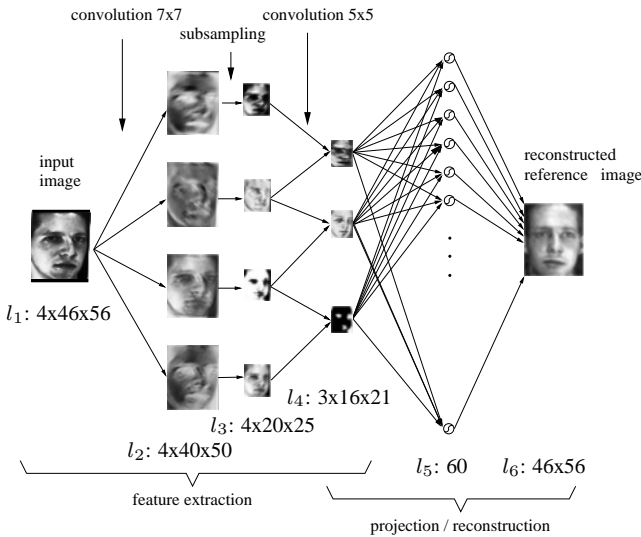 convolution 7x7
convolution 5x5
subsampling
input
image
reconstructed
reference image
l1: 4x46x56
l4: 3x16x21
l3: 4x20x25
l2: 4x40x50
l5: 60
l6: 46x56
feature extraction
projection / reconstruction